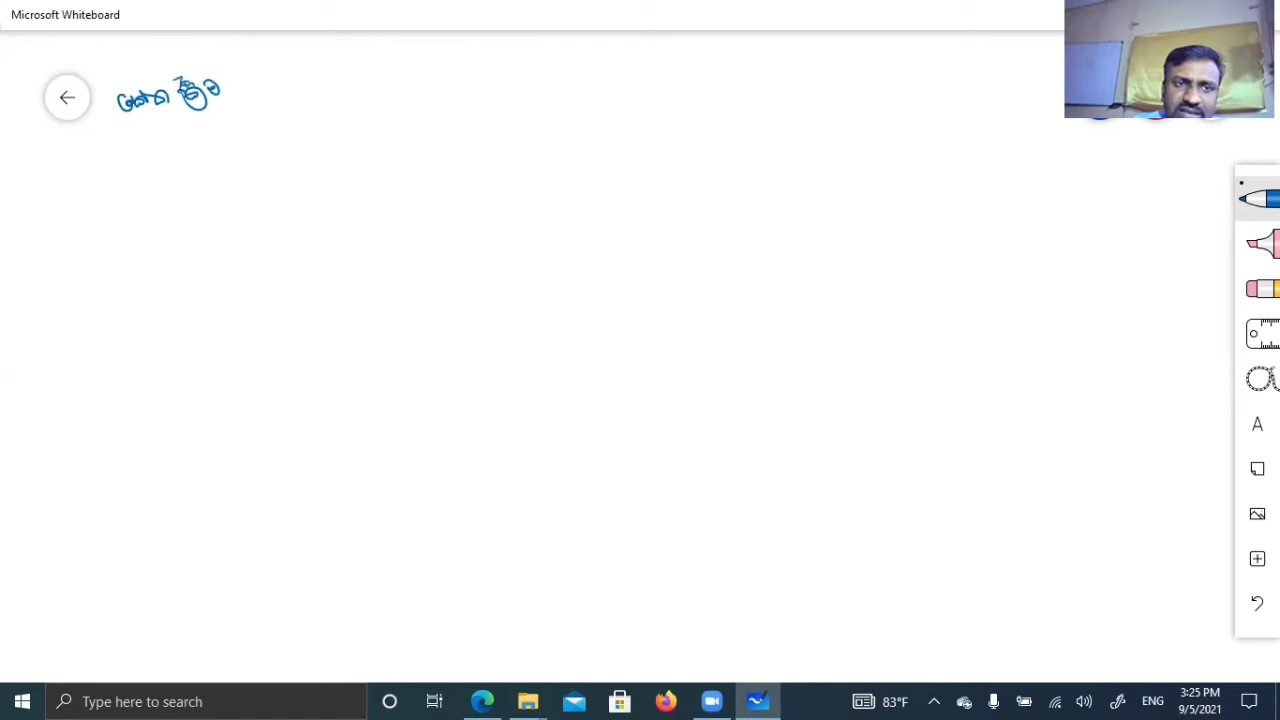 Microsoft Whiteboard
A
Type here to search
83°F
ENG
3:25 PM
9/5/2021